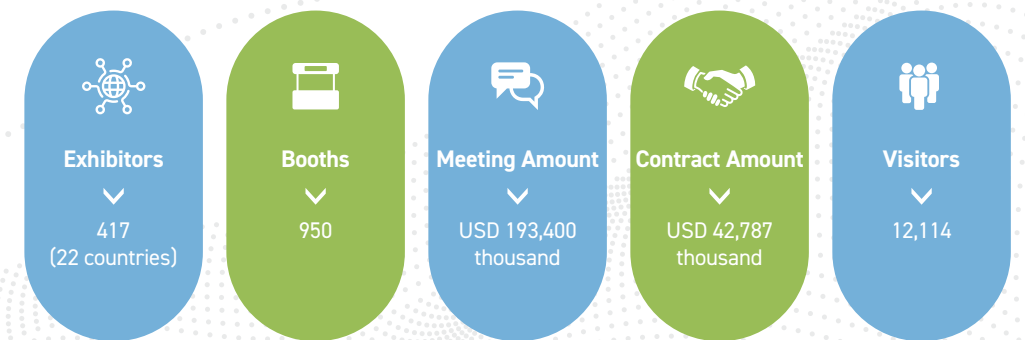 Exhibitors
417
(22 countries)
Booths
950
Meeting Amount
USD 193,400
thousand
Contract Amount
USD 42,787
thousand
Visitors
12,114